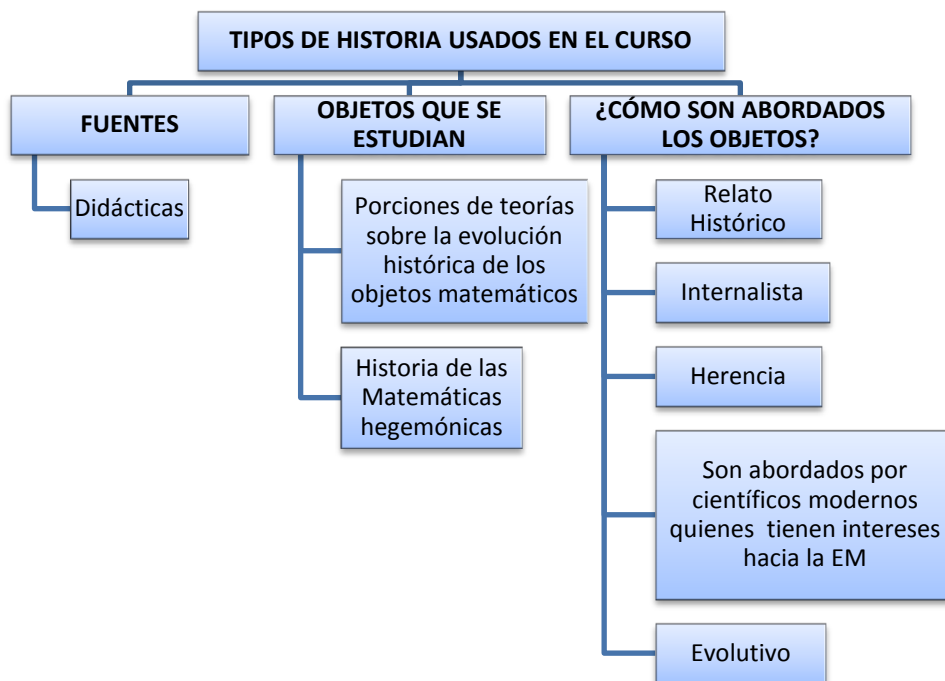 TIPOS DE HISTORIA USADOS EN EL CURSO
FUENTES
Didácticas
OBJETOS QUE SE
ESTUDIAN
Porciones de teorías
sobre la evolución
histórica de los
objetos matemáticos
Historia de las
Matemáticas
hegemónicas
¿CÓMO SON ABORDADOS
LOS OBJETOS?
Relato
Histórico
Internalista
Herencia
Son abordados por
científicos modernos
quienes tienen intereses
hacia la EM
Evolutivo